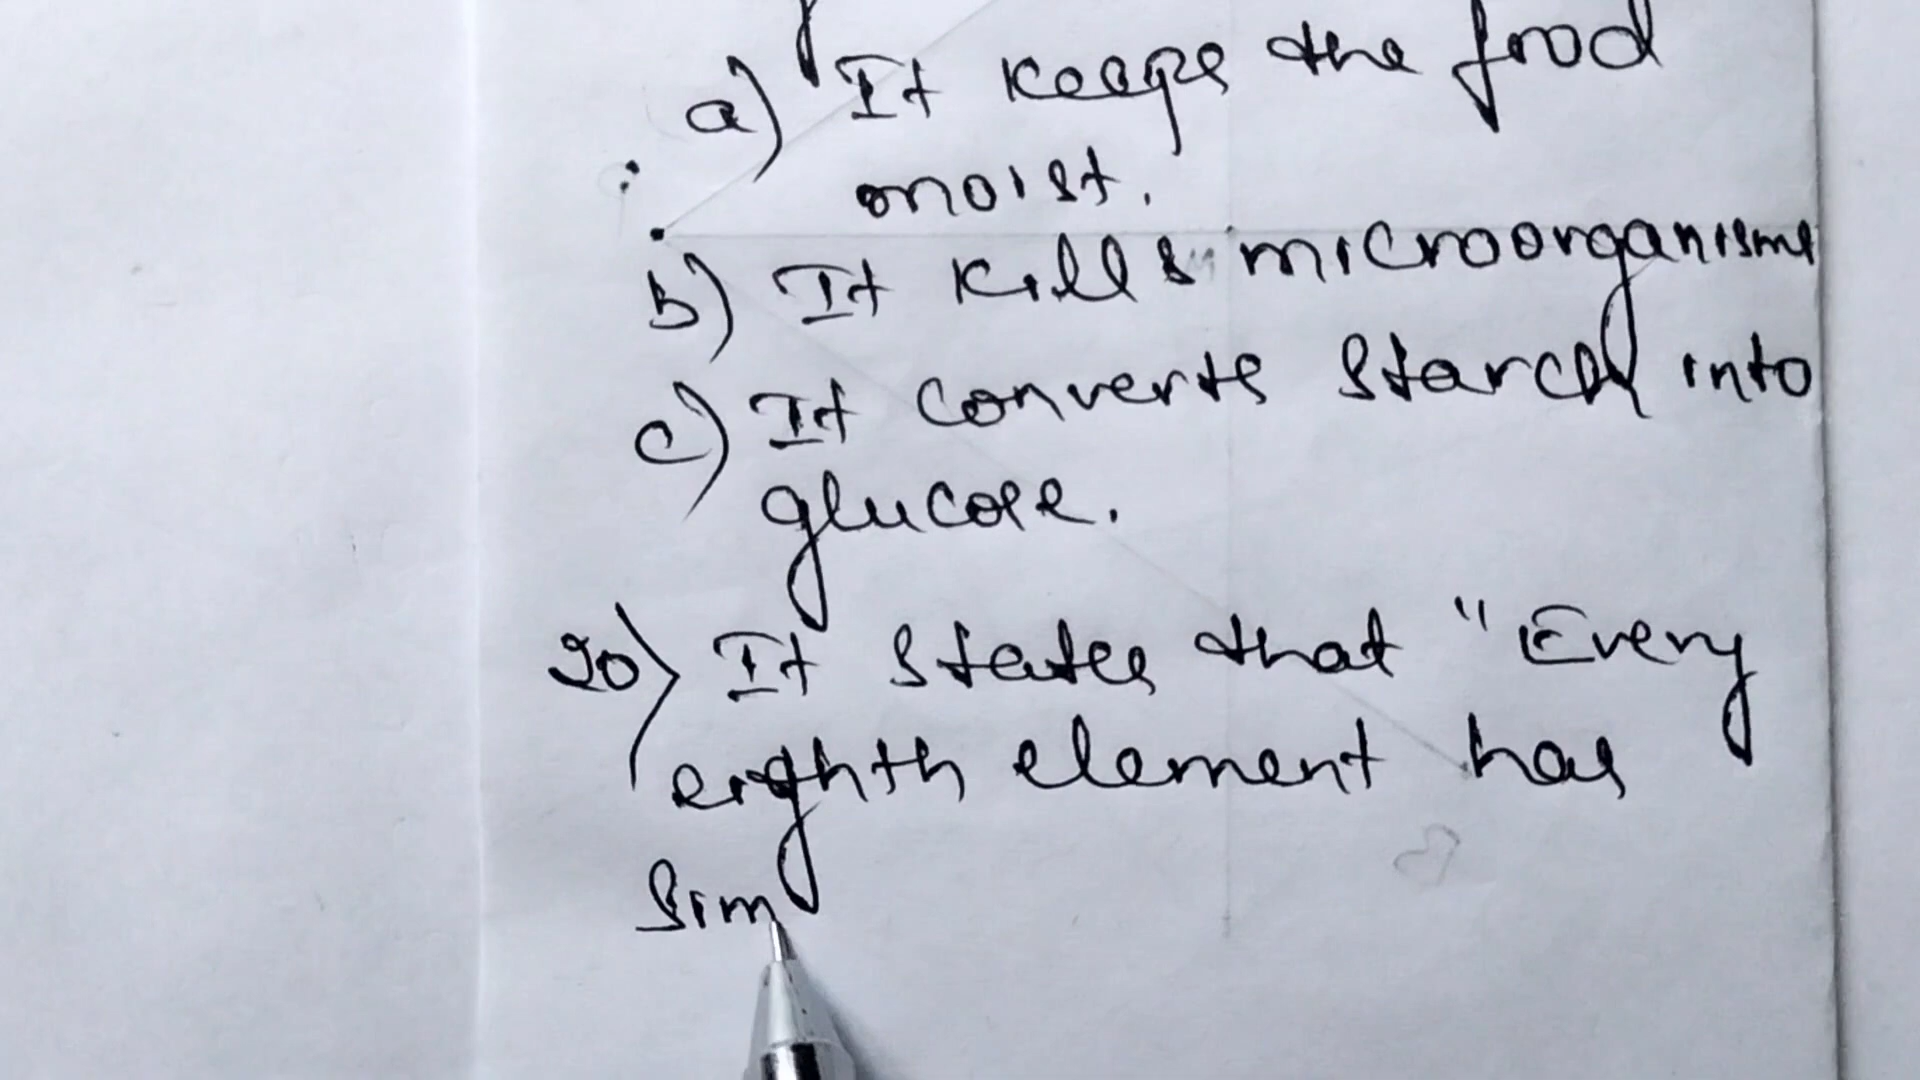 a) It keeps the food
moist.
b) It kills microorganisms
c) It converts starch into
glucose.
20) It states that "Every
eighth element has
sim